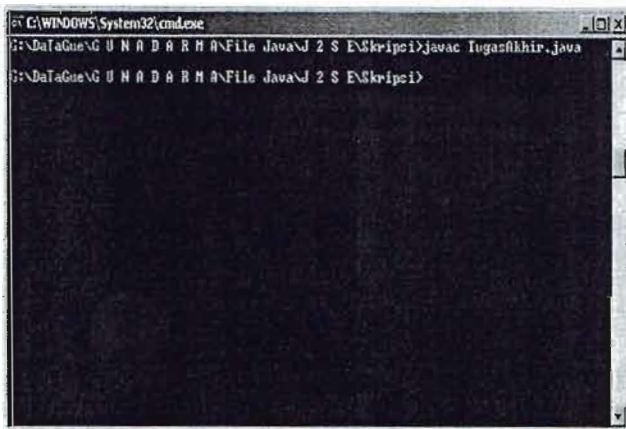 C:\WINDOWS\System32\cmd.exe
G:\DaTaGue\G U N A D A R M A\File Java\J 2 S E\Skripsi>javac TugasAkhir.java
G:\DaTaGue\G U N A D A R M A\File Java\J 2 S E\Skripsi>